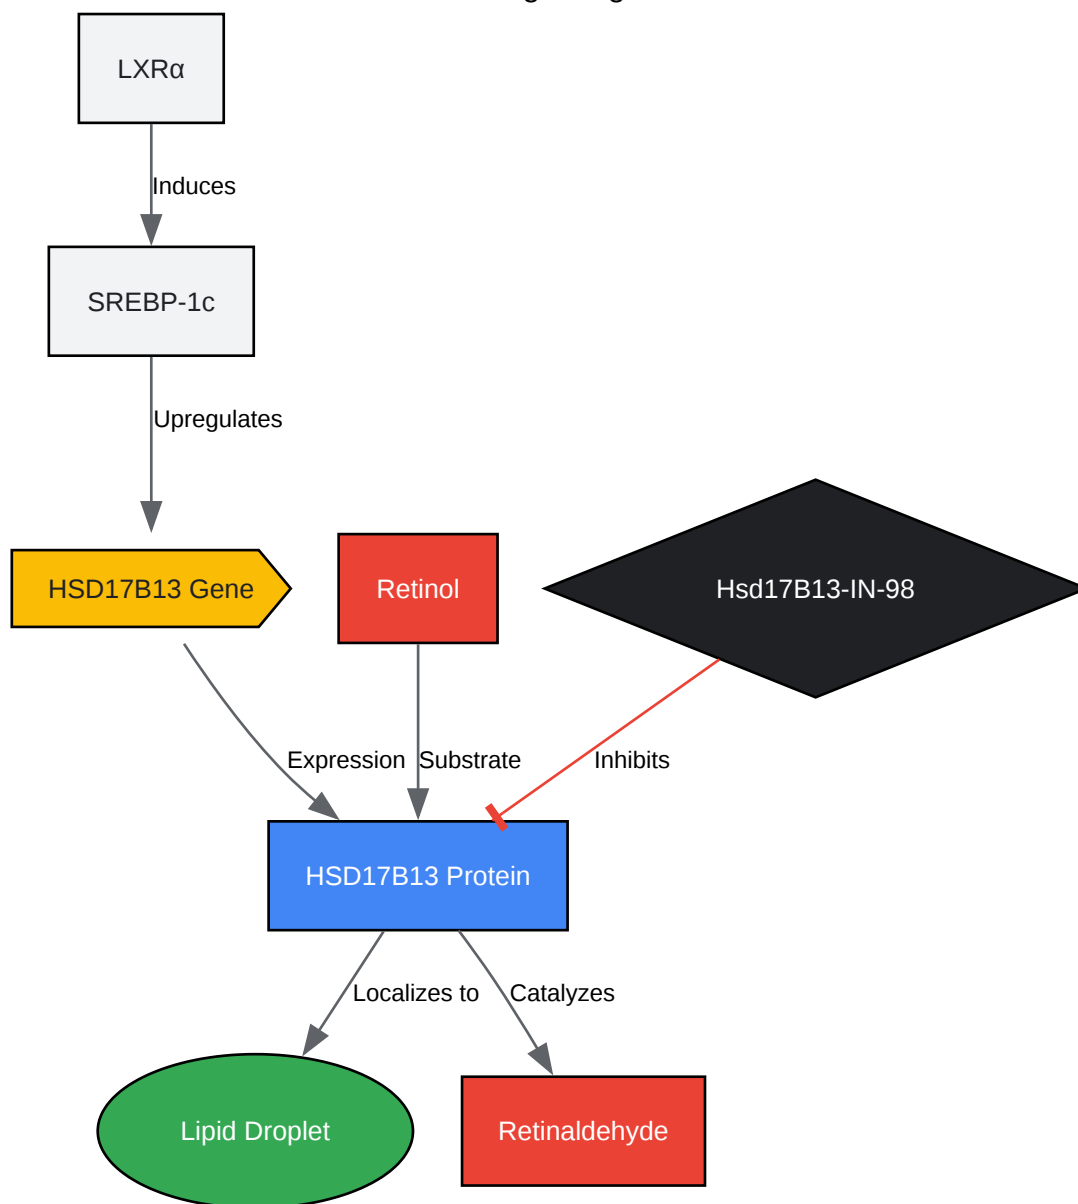 LXRα
Induces
SREBP-1c
Upregulates
HSD17B13 Gene
Retinol
Hsd17B13-IN-98
Expression
Substrate
Inhibits
HSD17B13 Protein
Localizes to
Catalyzes
Lipid Droplet
Retinaldehyde